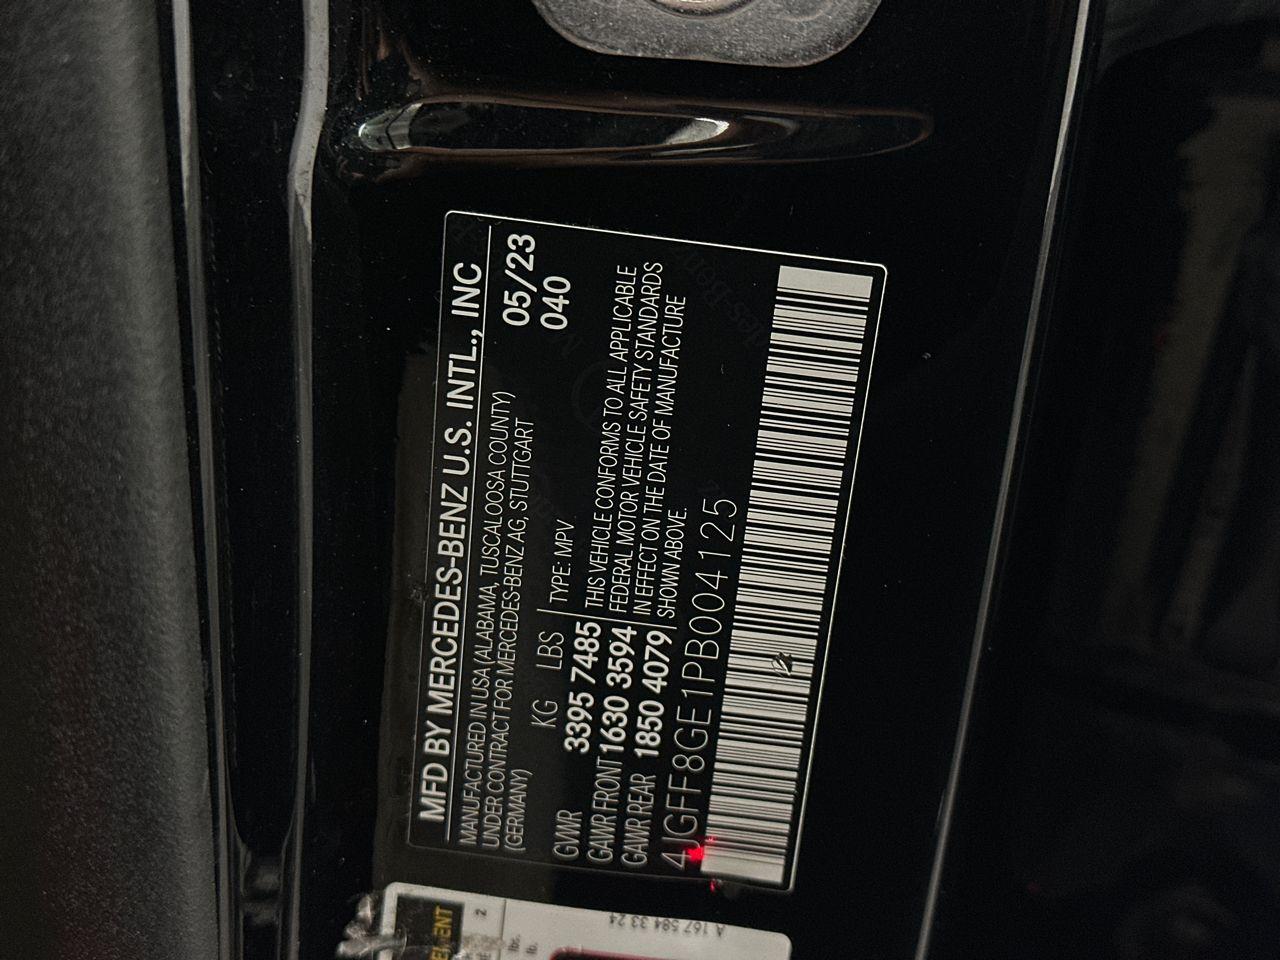 MFD BY MERCEDES-BENZ U.S. INTL., INC
MANUFACTURED IN USA (ALABAMA, TUSCALOOSA COUNTY)
UNDER CONTRACT FOR MERCEDES-BENZ AG, STUTTGART
(GERMANY)
05/23
040
KG LBS TYPE: MPV
GVWR 3395 7485
GAWR FRONT 1630 3594
GAWR REAR 1850 4079
THIS VEHICLE CONFORMS TO ALL APPLICABLE
FEDERAL MOTOR VEHICLE SAFETY STANDARDS
IN EFFECT ON THE DATE OF MANUFACTURE
SHOWN ABOVE.
4JGFF8GE1PB004125
2
lbs.
lb.
A 167 584 33 24